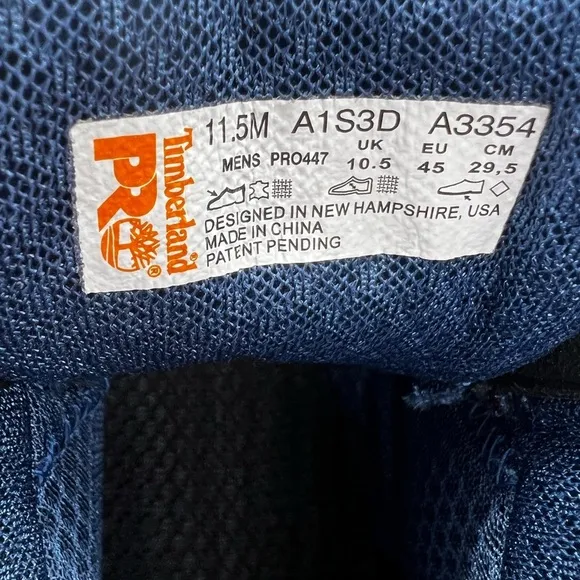 Timberland®
PRO®
11.5M A1S3D A3354
UK EU CM
MENS PRO447 10.5 45 29,5
DESIGNED IN NEW HAMPSHIRE, USA
MADE IN CHINA
PATENT PENDING